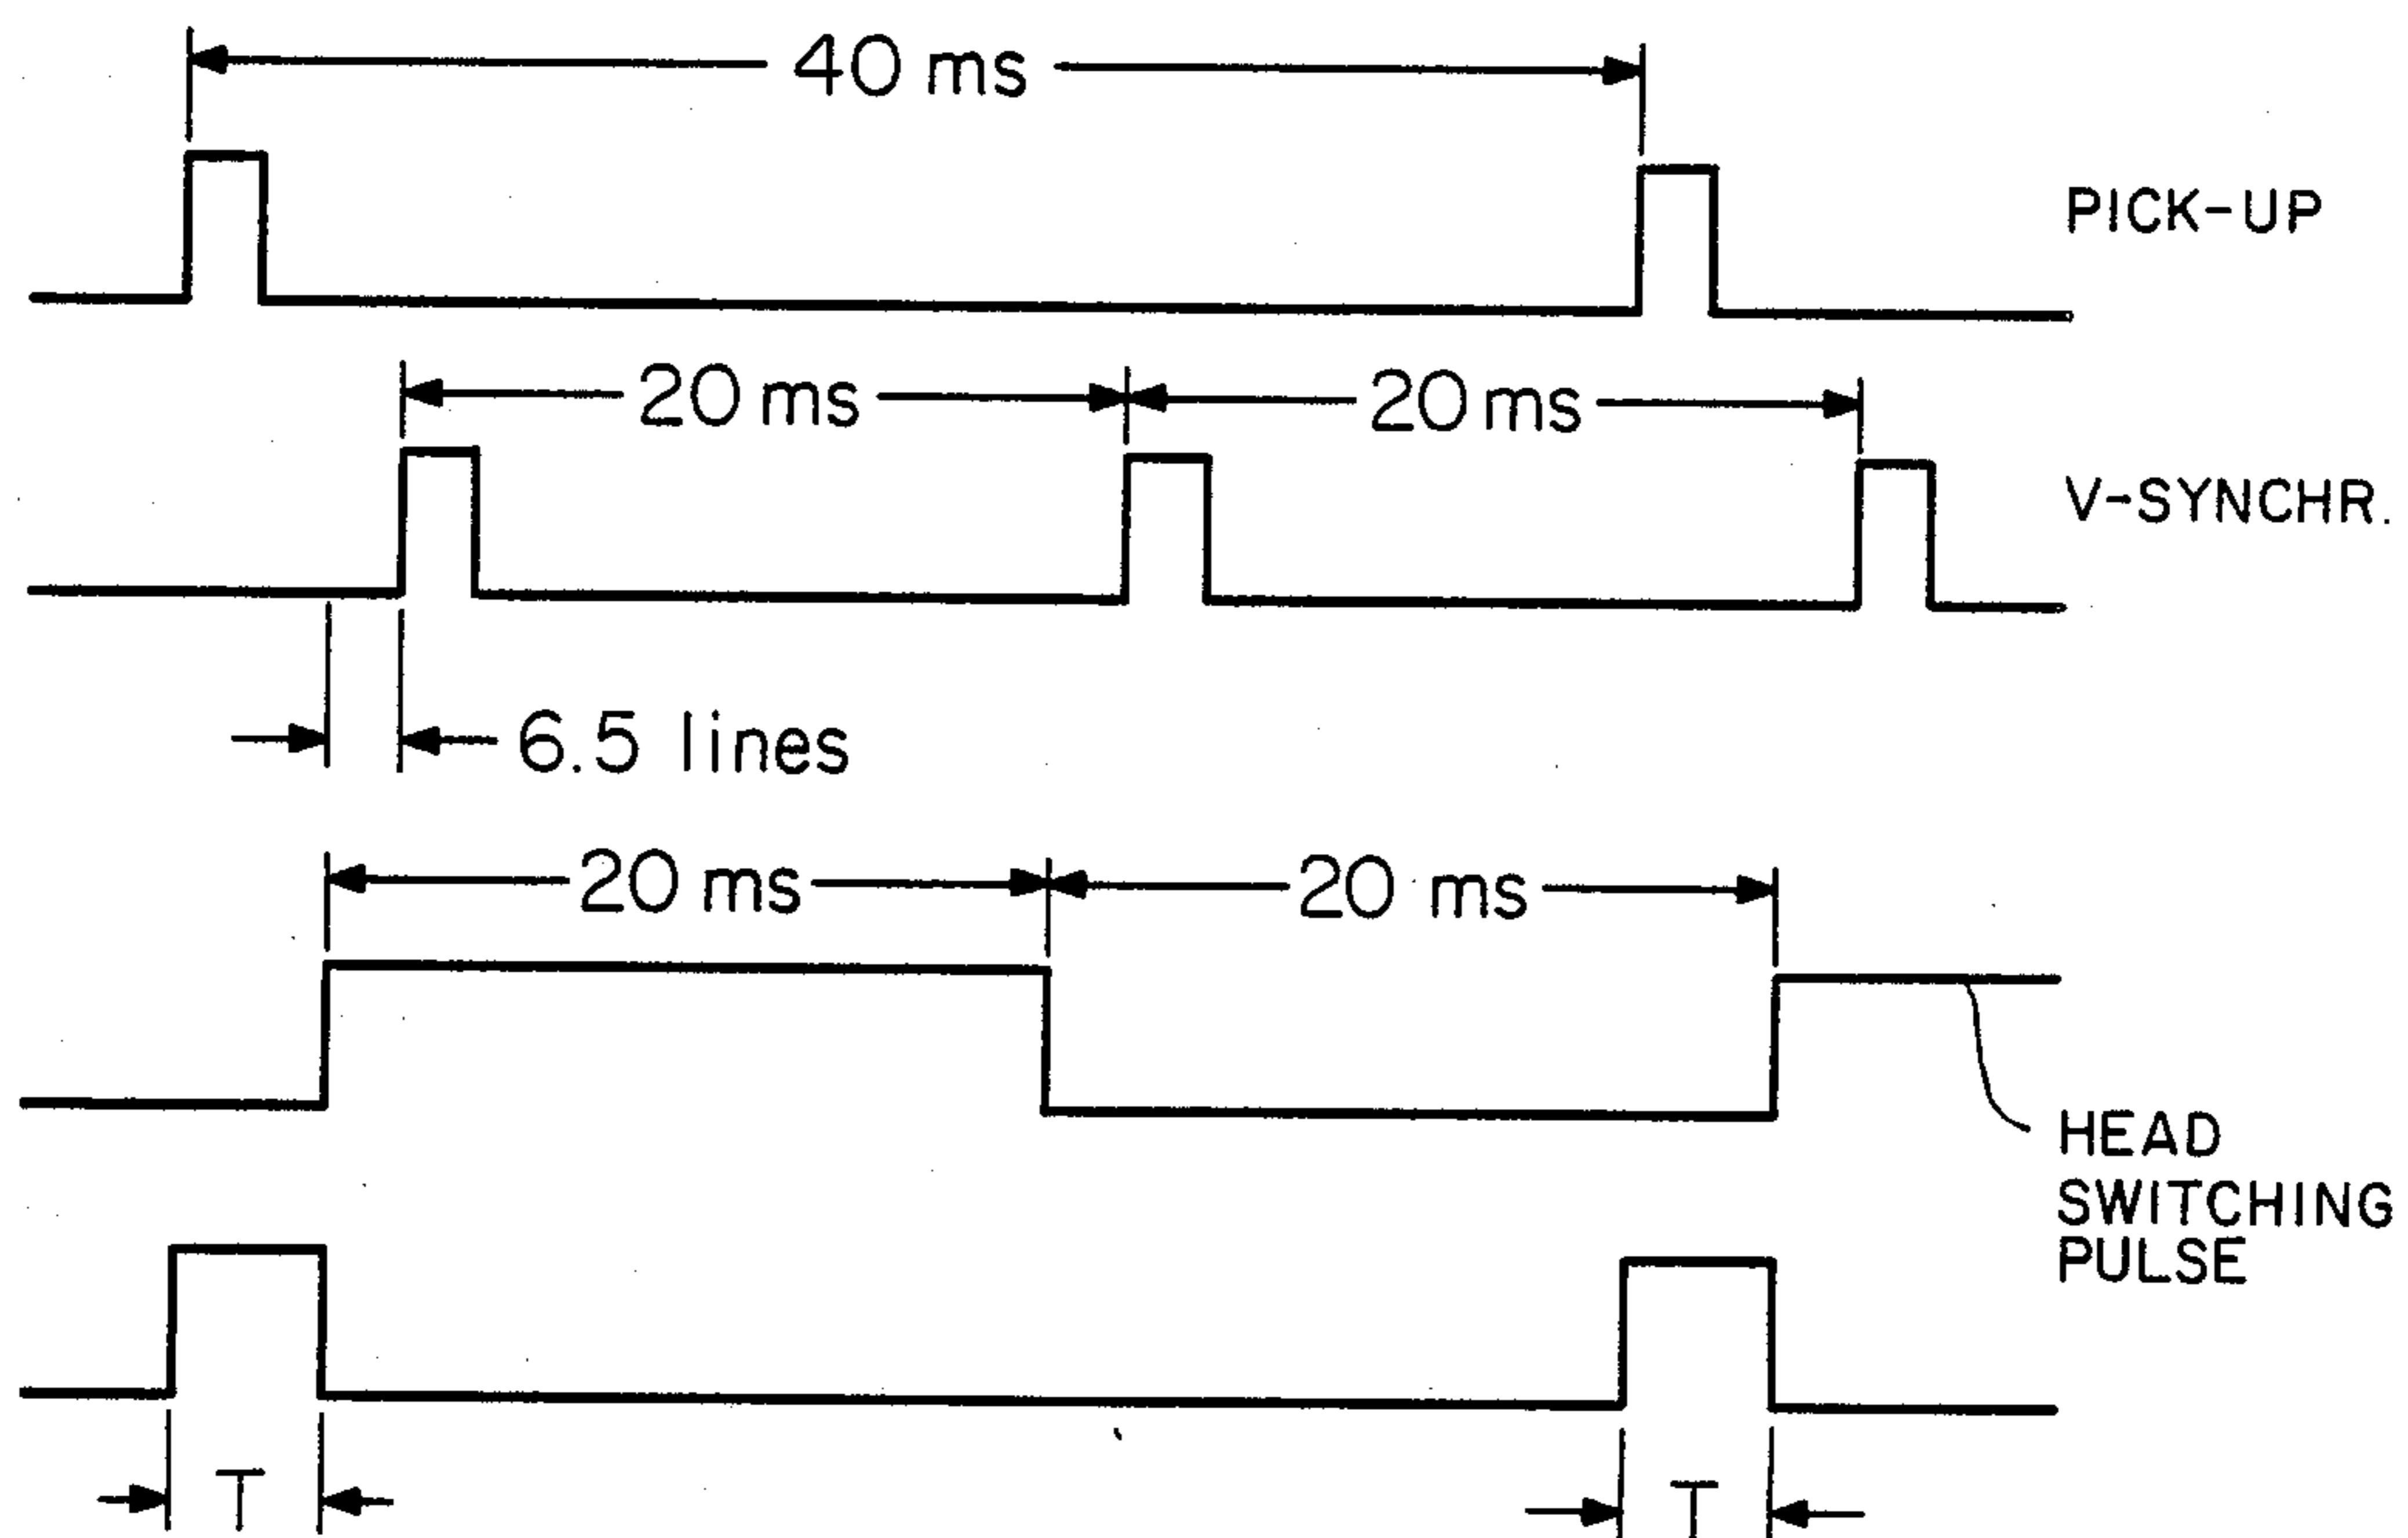 40 ms
PICK-UP
20 ms 20 ms
V-SYNCHR.
6.5 lines
20 ms 20 ms
HEAD
SWITCHING
PULSE
T T